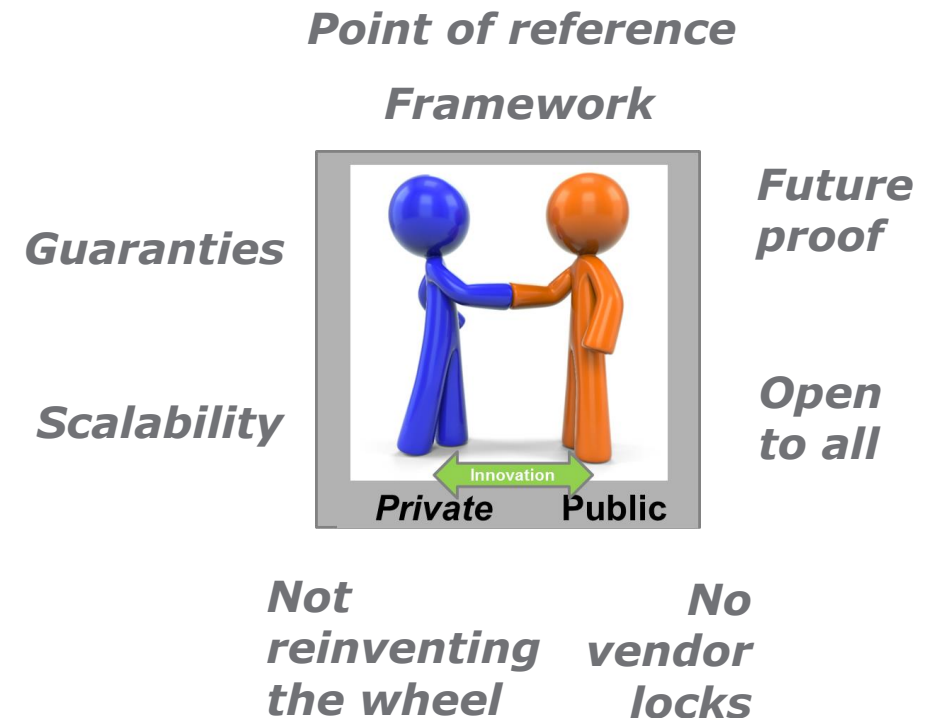 Point of reference
Framework
Guaranties
Future
proof
Scalability
Open
to all
Innovation
Private
Public
Not
reinventing
the wheel
No
vendor
locks